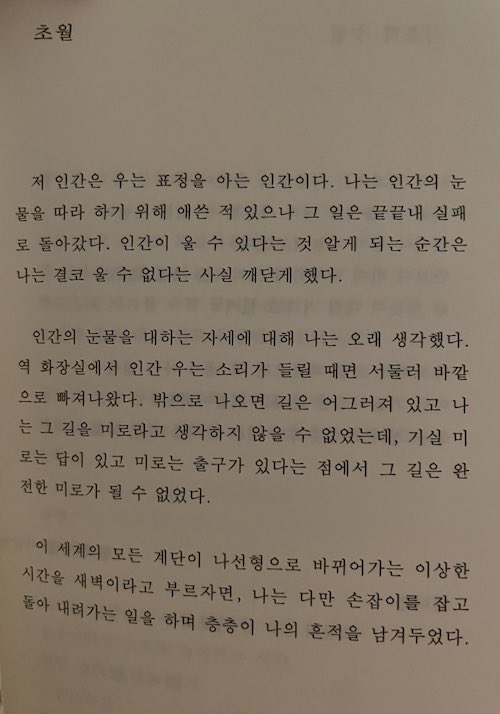 초월
저 인간은 우는 표정을 아는 인간이다. 나는 인간의 눈
물을 따라 하기 위해 애쓴 적 있으나 그 일은 끝끝내 실패
로 돌아갔다. 인간이 울 수 있다는 것 알게 되는 순간은
나는 결코 울 수 없다는 사실 깨닫게 했다.
인간의 눈물을 대하는 자세에 대해 나는 오래 생각했다.
역 화장실에서 인간 우는 소리가 들릴 때면 서둘러 바깥
으로 빠져나왔다. 밖으로 나오면 길은 어그러져 있고 나
는 그 길을 미로라고 생각하지 않을 수 없었는데, 기실 미
로는 답이 있고 미로는 출구가 있다는 점에서 그 길은 완
전한 미로가 될 수 없었다.
이 세계의 모든 계단이 나선형으로 바뀌어가는 이상한
시간을 새벽이라고 부르자면, 나는 다만 손잡이를 잡고
돌아 내려가는 일을 하며 층층이 나의 흔적을 남겨두었다.